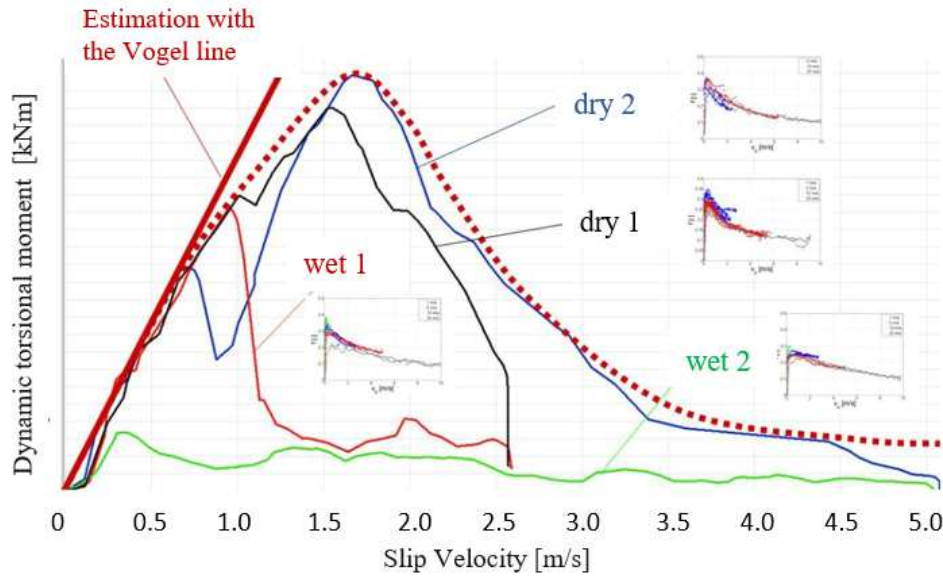 Estimation with
the Vogel line
dry 2
dry 1
wet 1
wet 2
Dynamic torsional moment [kNm]
0 0.5 1.0 1.5 2.0 2.5 3.0 3.5 4.0 4.5 5.0
Slip Velocity [m/s]